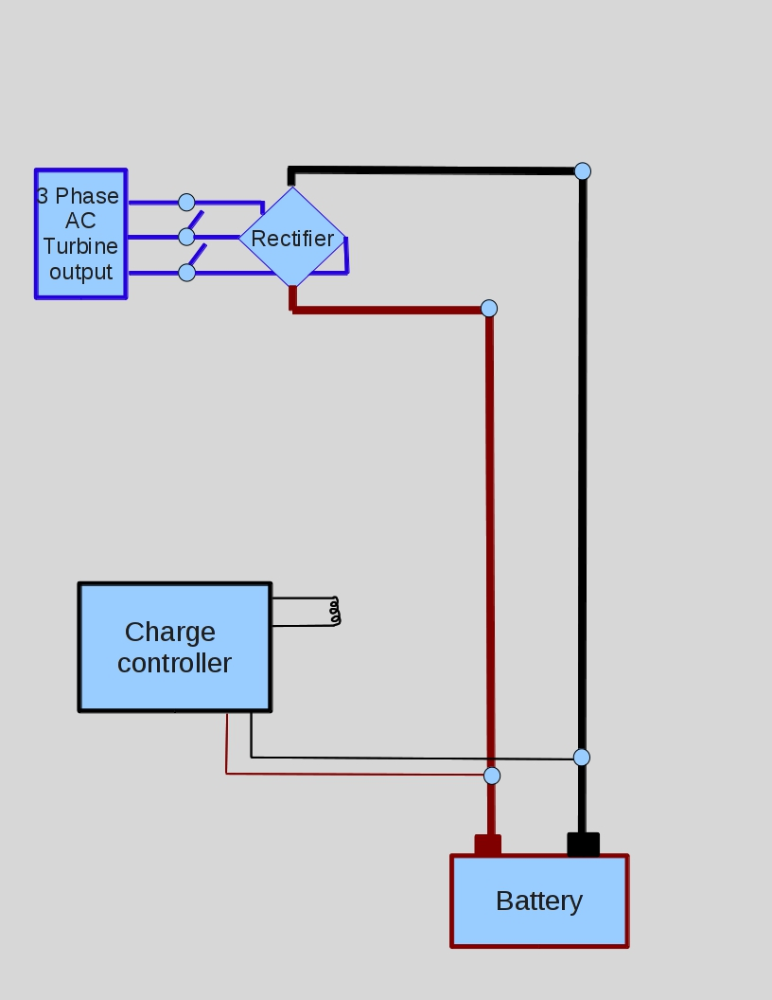 3 Phase
AC
Turbine
output
Rectifier
Charge
controller
Battery